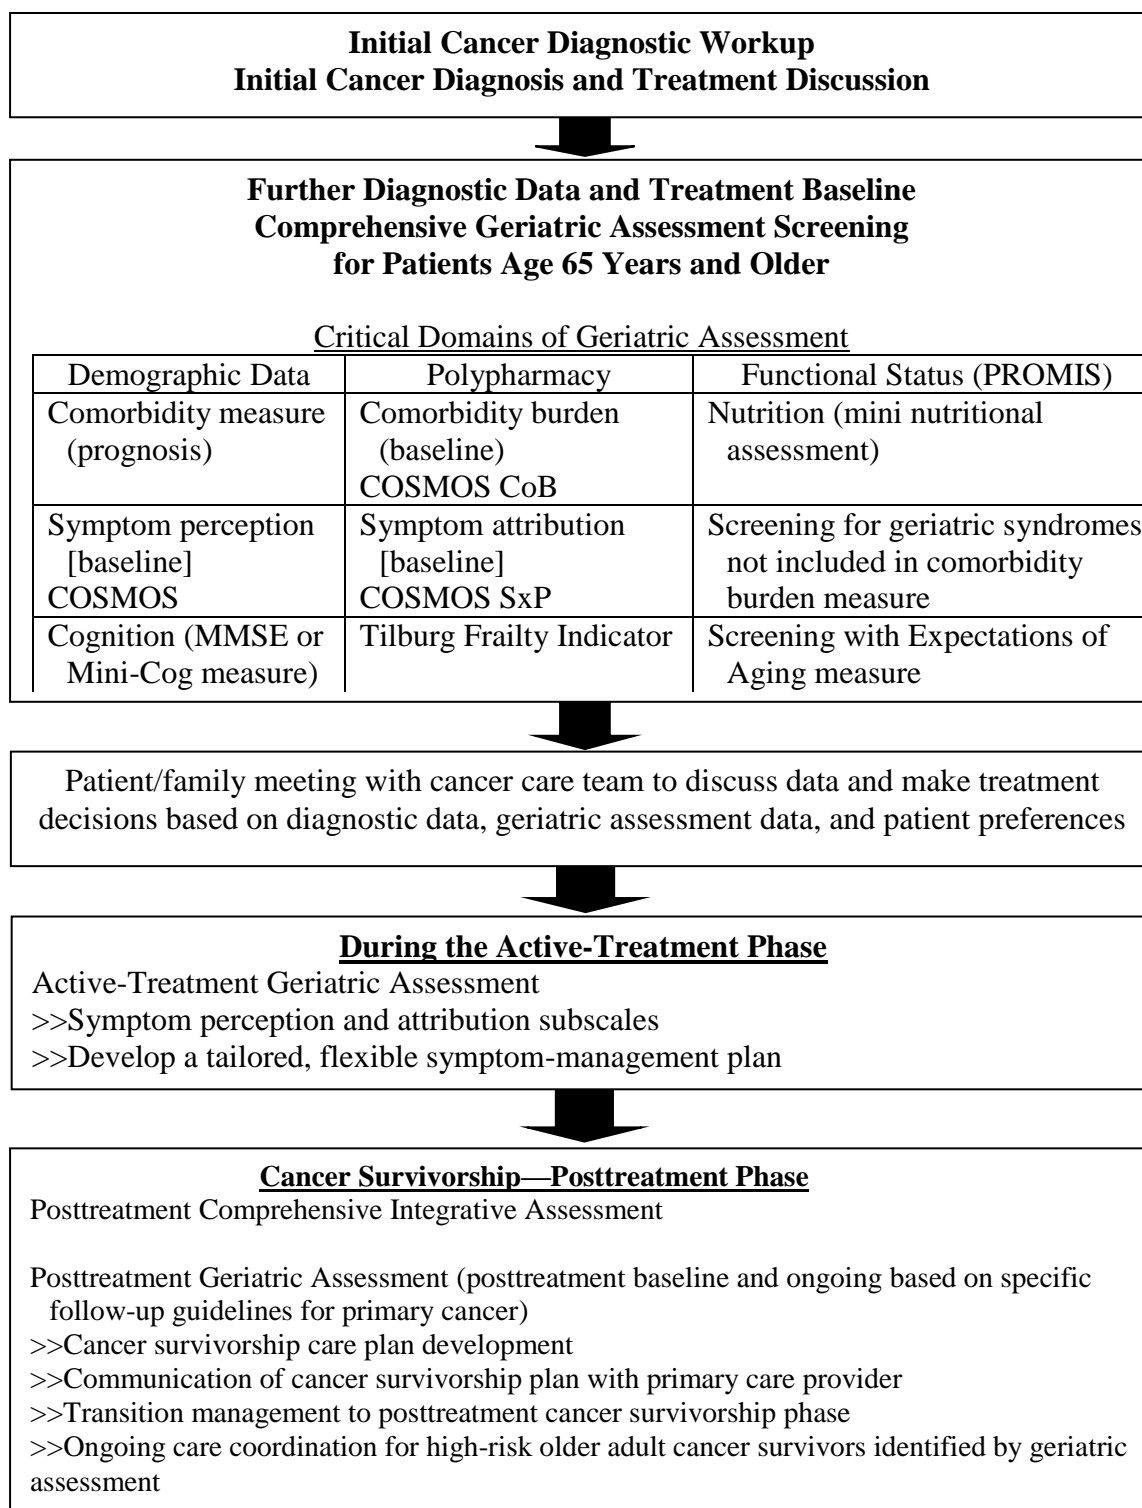 Initial Cancer Diagnostic Workup
Initial Cancer Diagnosis and Treatment Discussion
Further Diagnostic Data and Treatment Baseline
Comprehensive Geriatric Assessment Screening
for Patients Age 65 Years and Older
Critical Domains of Geriatric Assessment
Demographic Data
Polypharmacy
Functional Status (PROMIS)
Comorbidity measure
(prognosis)
Comorbidity burden
(baseline)
COSMOS CoB
Nutrition (mini nutritional
assessment)
Symptom perception
[baseline]
COSMOS
Symptom attribution
[baseline]
COSMOS SxP
Screening for geriatric syndromes
not included in comorbidity
burden measure
Cognition (MMSE or
Mini-Cog measure)
Tilburg Frailty Indicator
Screening with Expectations of
Aging measure
Patient/family meeting with cancer care team to discuss data and make treatment
decisions based on diagnostic data, geriatric assessment data, and patient preferences
During the Active-Treatment Phase
Active-Treatment Geriatric Assessment
>>Symptom perception and attribution subscales
>>Develop a tailored, flexible symptom-management plan
Cancer Survivorship—Posttreatment Phase
Posttreatment Comprehensive Integrative Assessment
Posttreatment Geriatric Assessment (posttreatment baseline and ongoing based on specific
follow-up guidelines for primary cancer)
>>Cancer survivorship care plan development
>>Communication of cancer survivorship plan with primary care provider
>>Transition management to posttreatment cancer survivorship phase
>>Ongoing care coordination for high-risk older adult cancer survivors identified by geriatric
assessment